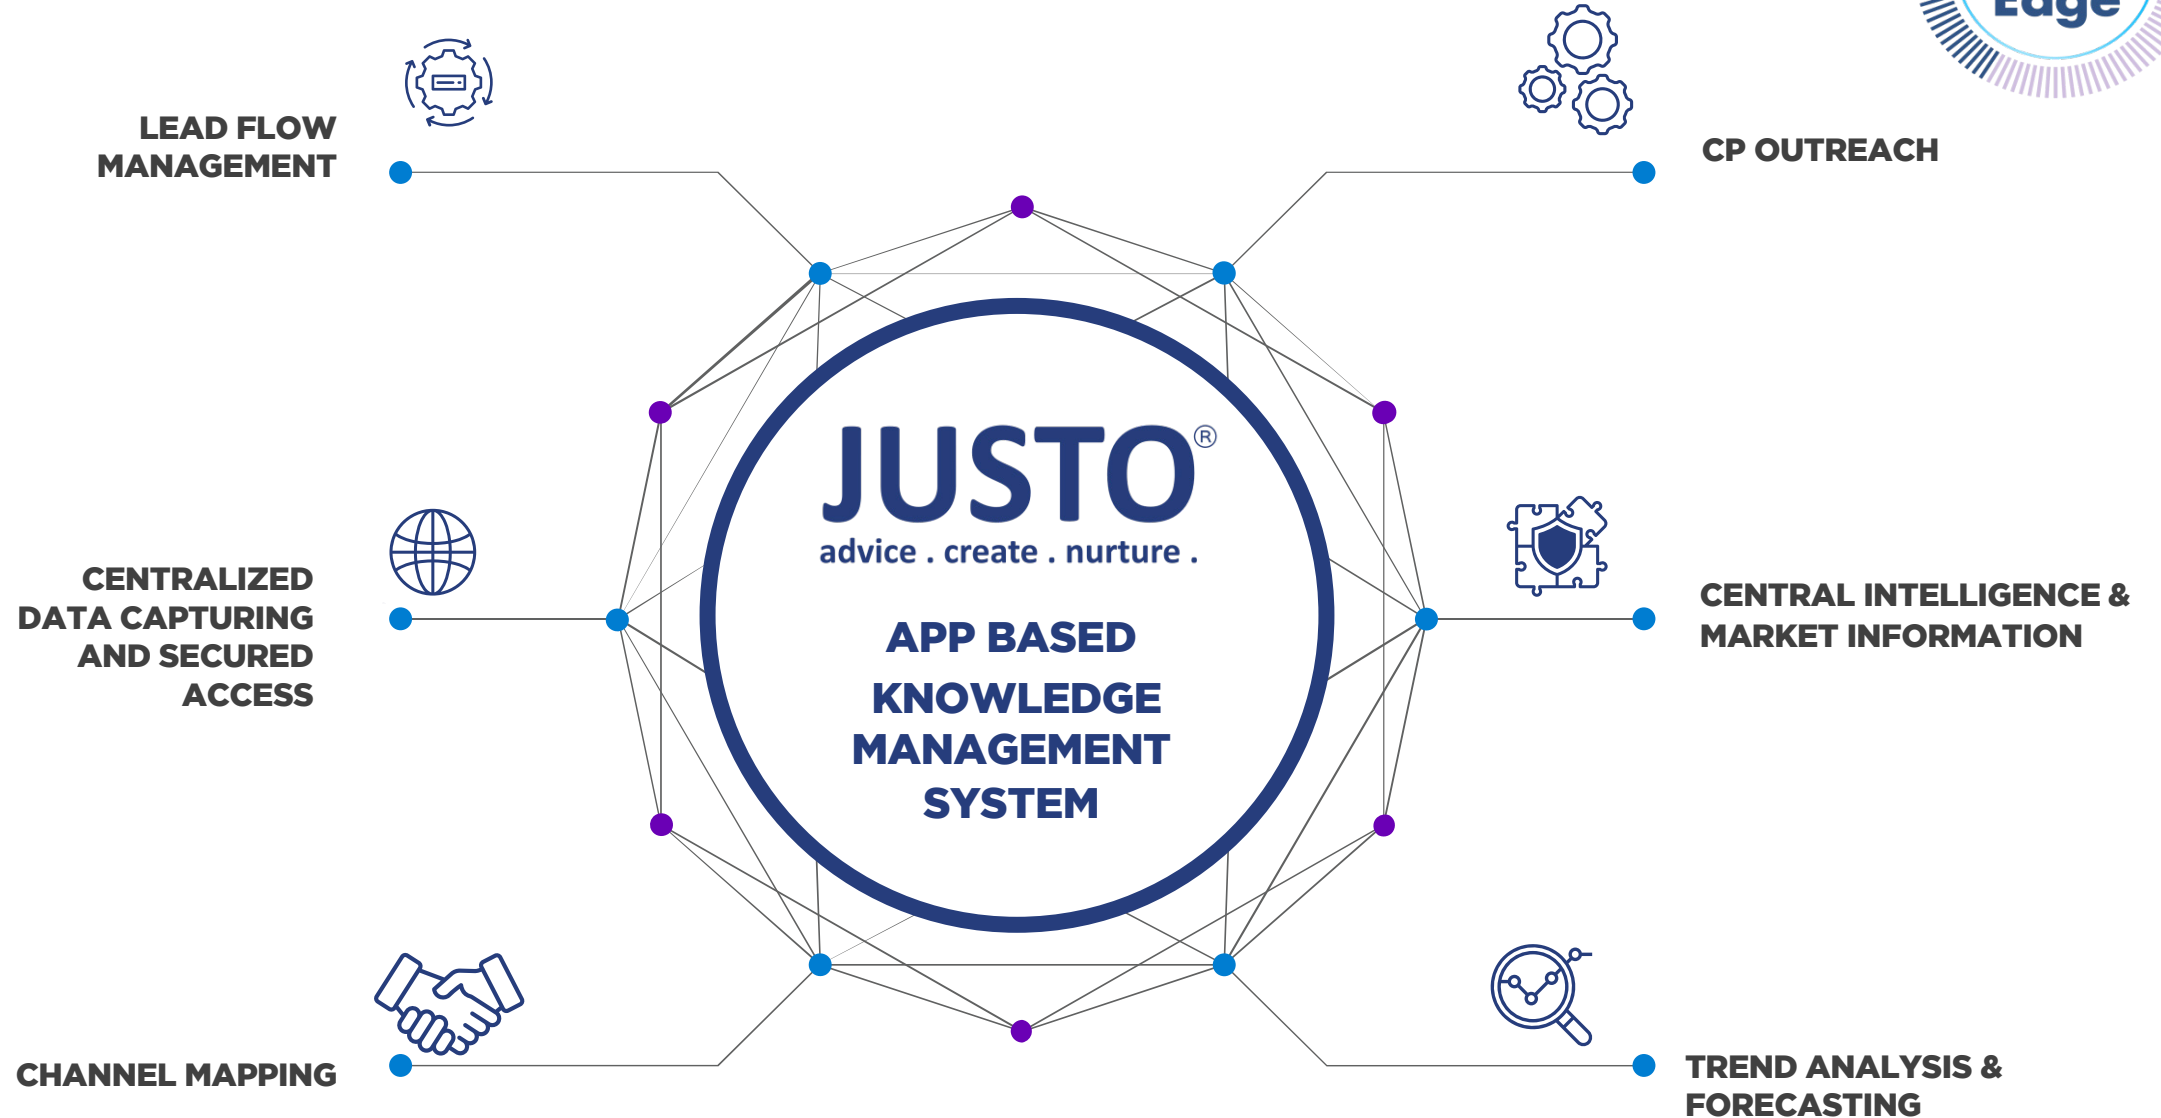 Edge
LEAD FLOW
MANAGEMENT
CP OUTREACH
JUSTO®
advice . create . nurture .
APP BASED
KNOWLEDGE
MANAGEMENT
SYSTEM
CENTRALIZED
DATA CAPTURING
AND SECURED
ACCESS
CENTRAL INTELLIGENCE &
MARKET INFORMATION
CHANNEL MAPPING
TREND ANALYSIS &
FORECASTING